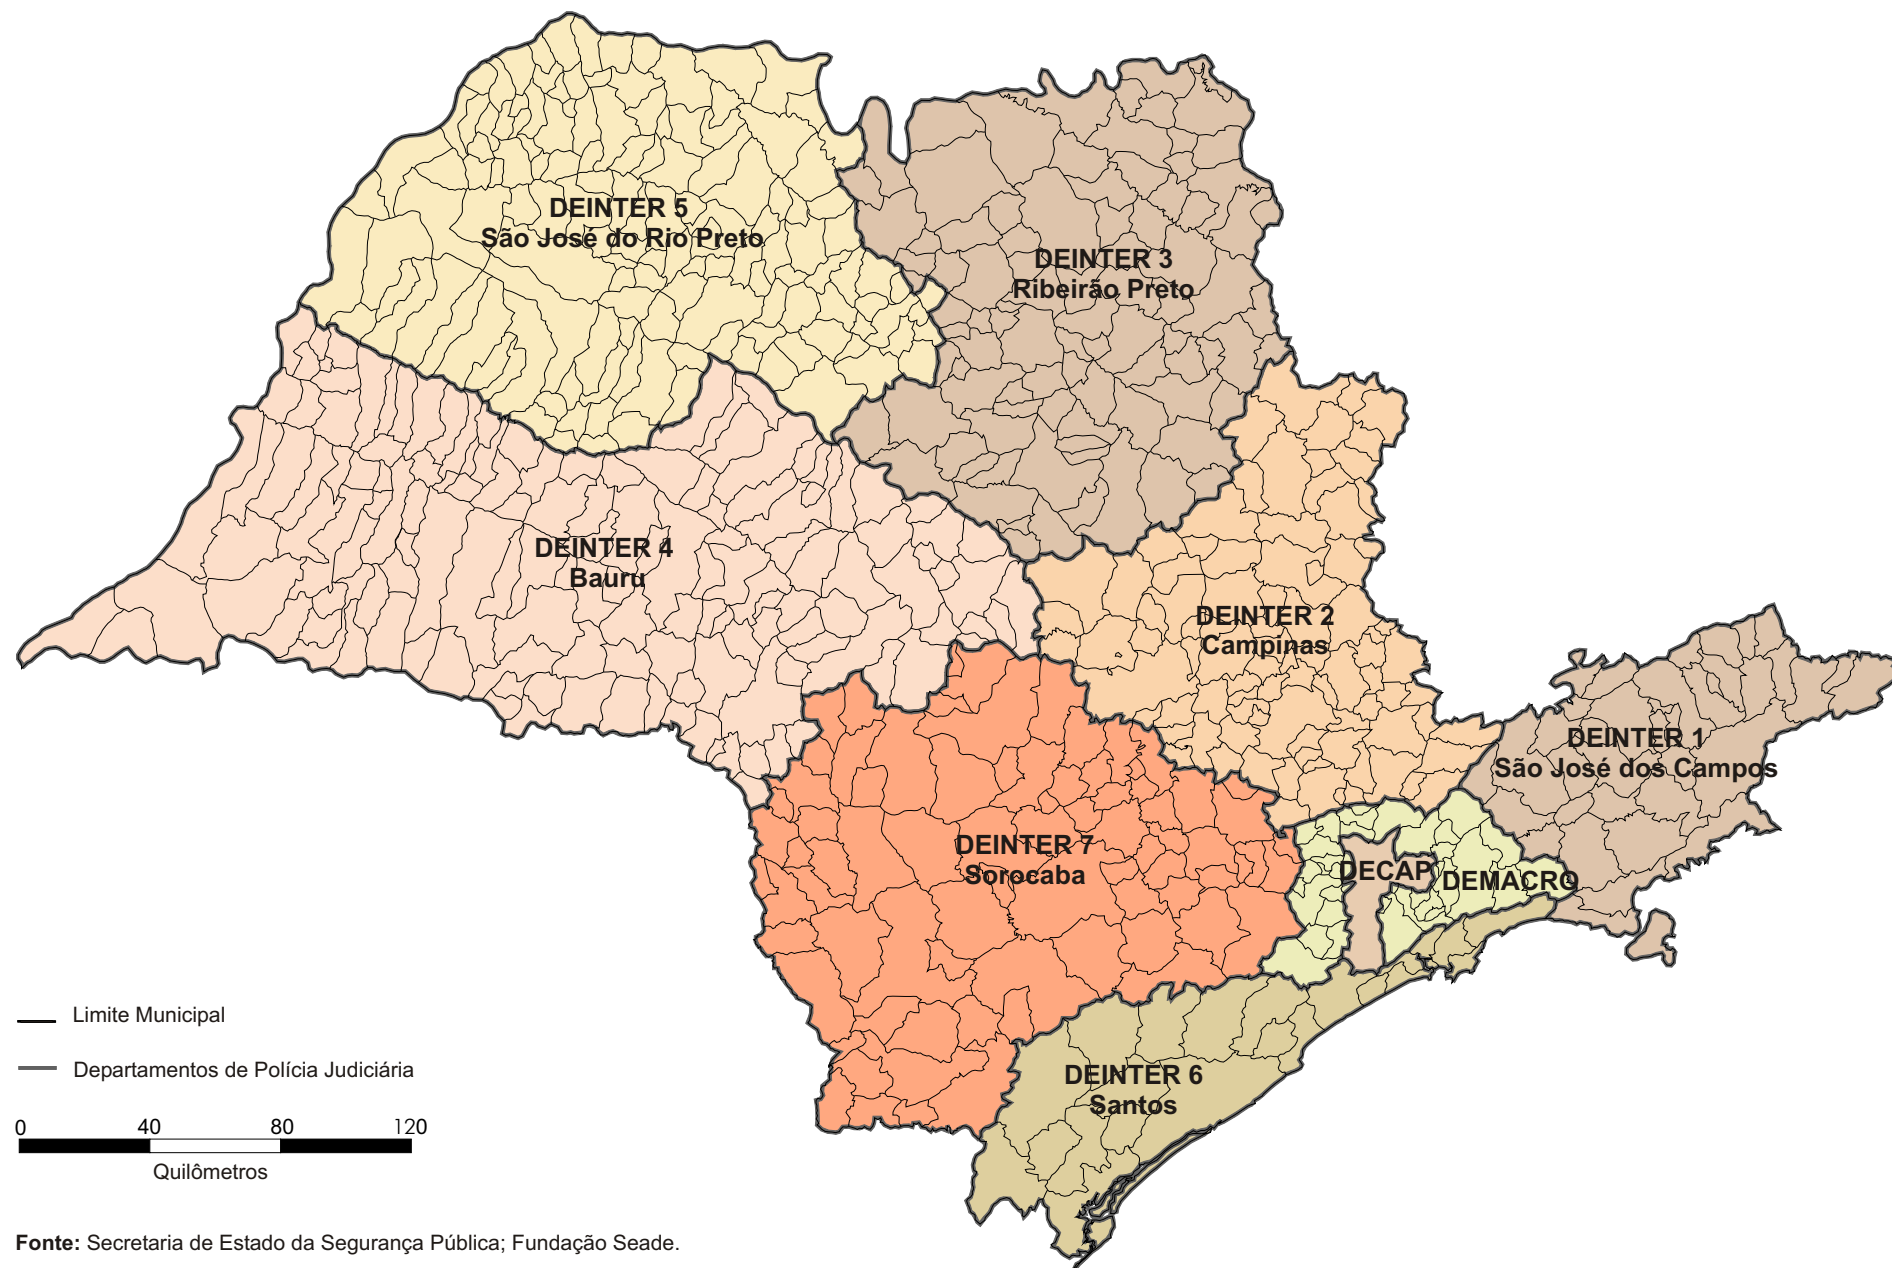 DEINTER 5
São José do Rio Preto
DEINTER 3
Ribeirão Preto
DEINTER 4
Bauru
DEINTER 2
Campinas
DEINTER 1
São José dos Campos
DEINTER 7
Sorocaba
DECAP
DEMACRO
DEINTER 6
Santos
Limite Municipal
Departamentos de Polícia Judiciária
0 40 80 120
Quilômetros
Fonte: Secretaria de Estado da Segurança Pública; Fundação Seade.